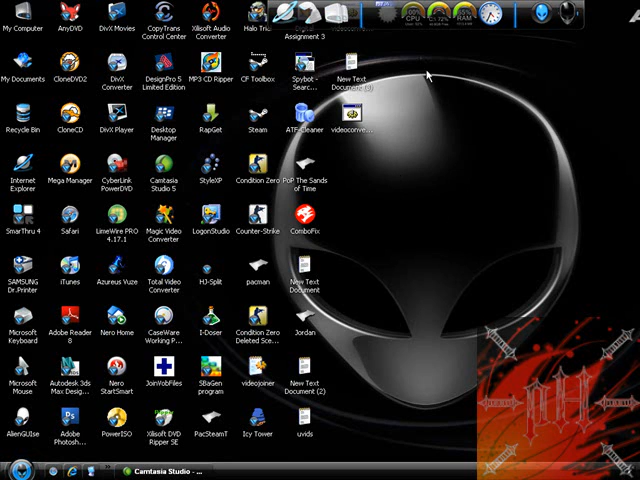 My Computer
AnyDVD
DivX Movies
CopyTrans
Control Center
Xilisoft Audio
Converter
Halo Trial
Digital
Assignment 3
CPU
RAM
My Documents
CloneDVD2
DivX
Converter
DesignPro 5
Limited Edition
MP3 CD Ripper
CF Toolbox
Spybot -
Searc...
New Text
Document (3)
Recycle Bin
CloneCD
DivX Player
Desktop
Manager
RapGet
Steam
ATF-Cleaner
videoconve...
Internet
Explorer
Mega Manager
CyberLink
PowerDVD
Camtasia
Studio 5
StyleXP
Condition Zero
PoP The Sands
of Time
SmarThru 4
Safari
LimeWire PRO
4.17.1
Magic Video
Converter
LogonStudio
Counter-Strike
ComboFix
SAMSUNG
Dr.Printer
iTunes
Azureus Vuze
Total Video
Converter
HJ-Split
pacman
New Text
Document
Microsoft
Keyboard
Adobe Reader
8
Nero Home
CaseWare
Working P...
I-Doser
Condition Zero
Deleted Sce...
Jordan
Microsoft
Mouse
Autodesk 3ds
Max Desig...
Nero
StartSmart
JoinVobFiles
SBaGen
program
videojoiner
New Text
Document (2)
AlienGUIse
Adobe
Photosh...
PowerISO
Xilisoft DVD
Ripper SE
PacSteamT
Icy Tower
uvids
pH
Camtasia Studio - ...